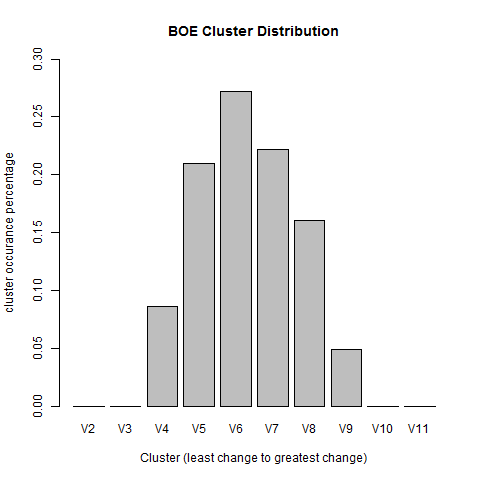 BOE Cluster Distribution
cluster occurance percentage
0.30
0.25
0.20
0.15
0.10
0.05
0.00
V2 V3 V4 V5 V6 V7 V8 V9 V10 V11
Cluster (least change to greatest change)